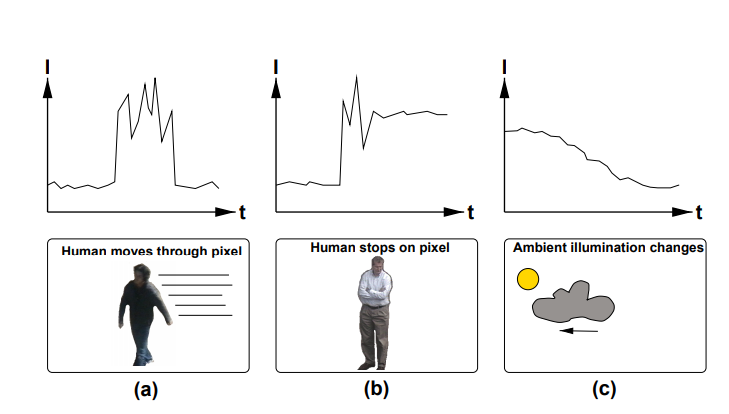 I
t
I
t
I
t
Human moves through pixel
Human stops on pixel
Ambient illumination changes
(a)
(b)
(c)